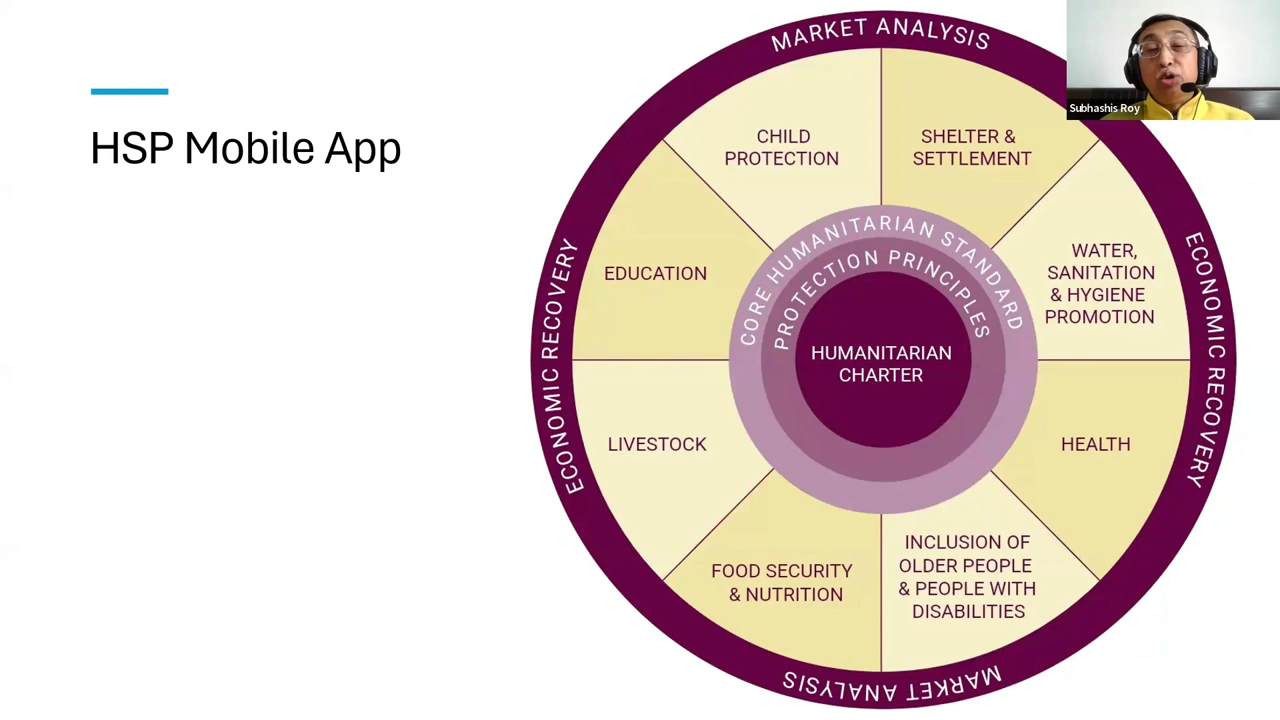 HSP Mobile App
MARKET ANALYSIS
Subhashis Roy
CHILD
PROTECTION
SHELTER &
SETTLEMENT
WATER,
SANITATION
& HYGIENE
PROMOTION
HEALTH
INCLUSION OF
OLDER PEOPLE
& PEOPLE WITH
DISABILITIES
FOOD SECURITY
& NUTRITION
LIVESTOCK
EDUCATION
CORE HUMANITARIAN STANDARD
PROTECTION PRINCIPLES
HUMANITARIAN
CHARTER
ECONOMIC RECOVERY
ECONOMIC RECOVERY
MARKET ANALYSIS